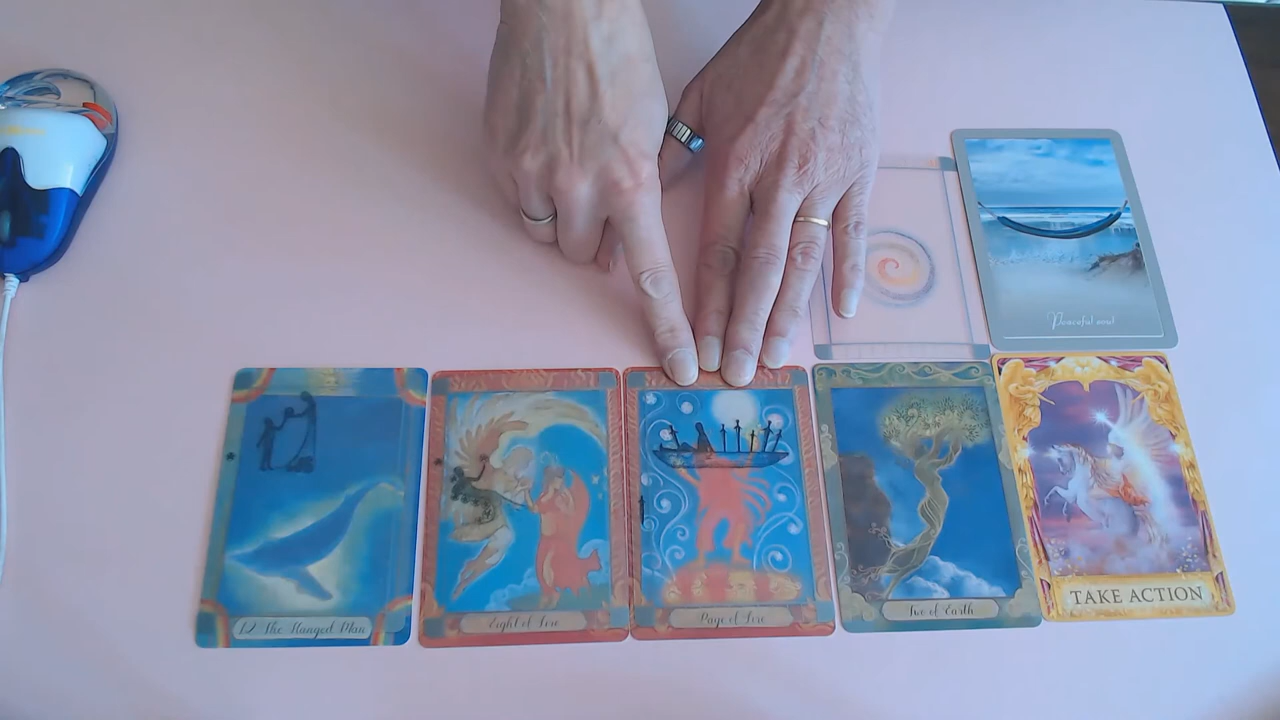 Peaceful soul
12 The Hanged Man
Eight of Fire
Page of Fire
Two of Earth
TAKE ACTION